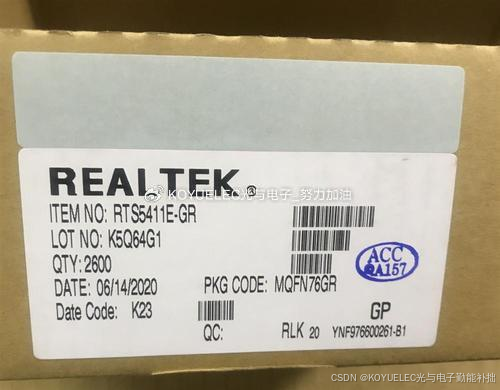 REALTEK®
KOYUELEC光与电子_努力加油
ITEM NO: RTS5411E-GR
LOT NO: K5Q64G1
QTY: 2600
ACC
QA157
DATE: 06/14/2020 PKG CODE: MQFN76GR
Date Code: K23 GP
QC: RLK 20 YNF976600261-B1
CSDN @KOYUELEC光与电子勤能补拙